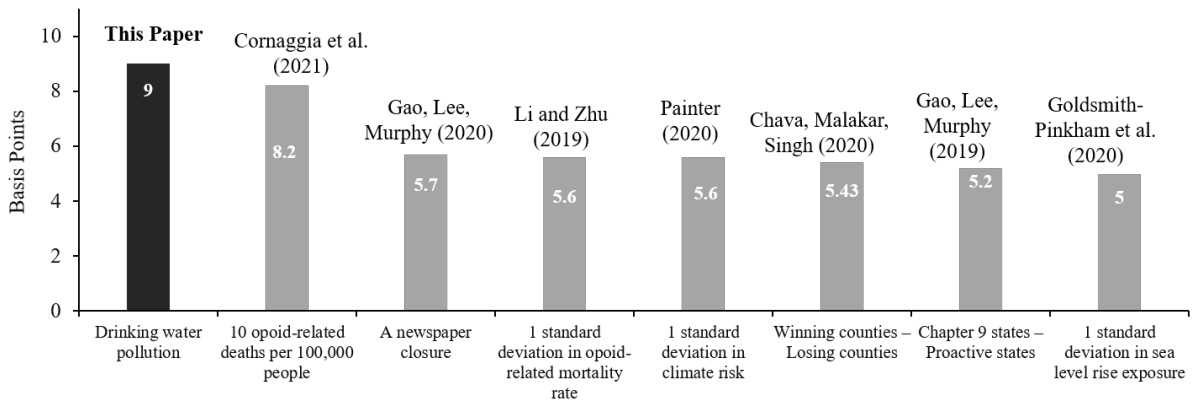 Basis Points
10
8
6
4
2
0
This Paper
9
Drinking water
pollution
Cornaggia et al.
(2021)
8.2
10 opoid-related
deaths per 100,000
people
Gao, Lee,
Murphy (2020)
5.7
A newspaper
closure
Li and Zhu
(2019)
5.6
1 standard
deviation in opoid-
related mortality
rate
Painter
(2020)
5.6
1 standard
deviation in
climate risk
Chava, Malakar,
Singh (2020)
5.43
Winning counties –
Losing counties
Gao, Lee,
Murphy
(2019)
5.2
Chapter 9 states –
Proactive states
Goldsmith-
Pinkham et al.
(2020)
5
1 standard
deviation in sea
level rise exposure